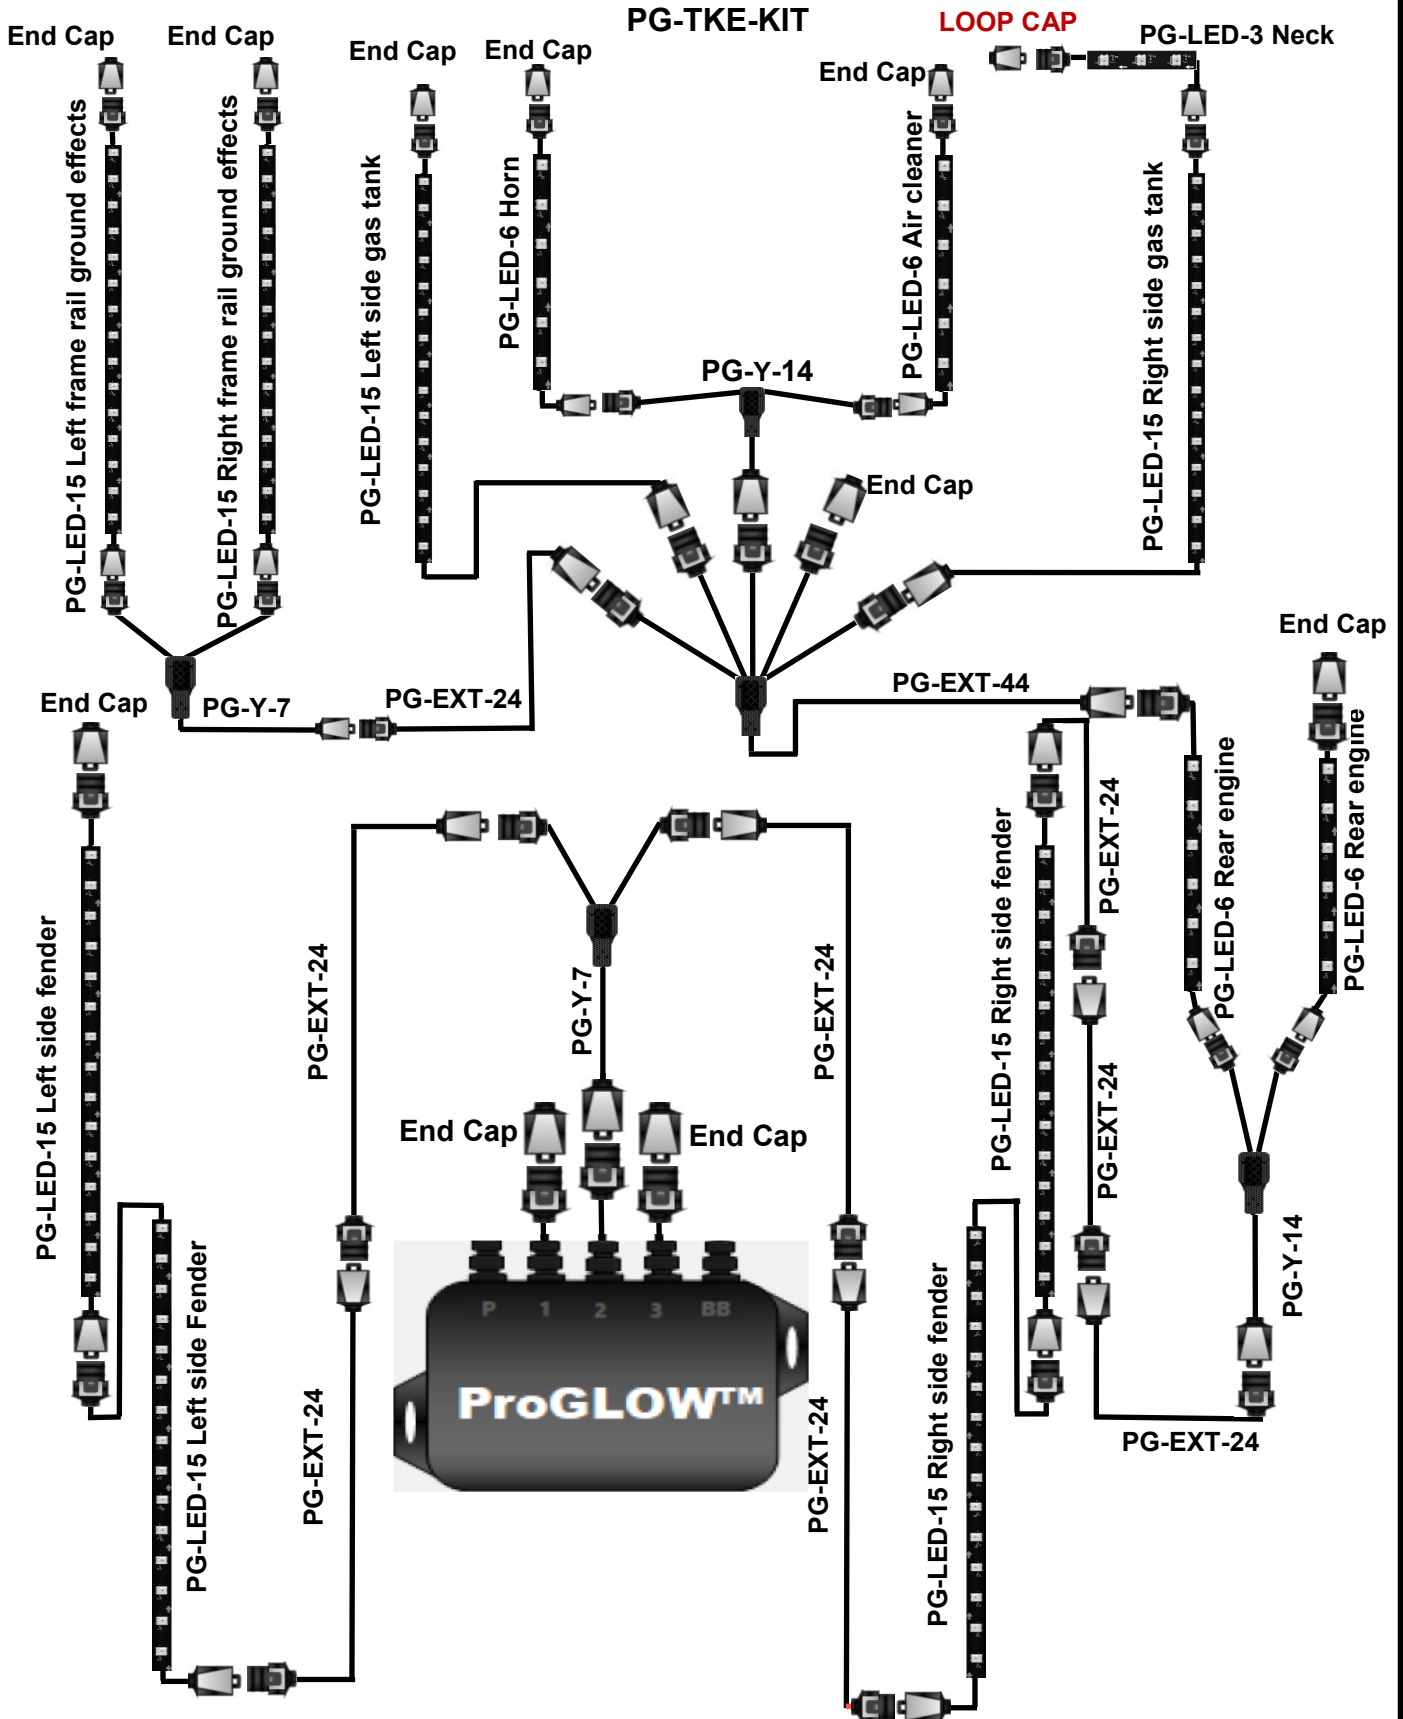 PG-TKE-KIT
LOOP CAP
PG-LED-3 Neck
End Cap
End Cap
End Cap
End Cap
End Cap
PG-LED-15 Left frame rail ground effects
PG-LED-15 Right frame rail ground effects
PG-LED-15 Left side gas tank
PG-LED-6 Horn
PG-LED-6 Air cleaner
PG-LED-15 Right side gas tank
PG-Y-14
End Cap
End Cap
PG-EXT-44
PG-EXT-24
PG-Y-7
End Cap
PG-LED-6 Rear engine
PG-LED-6 Rear engine
PG-EXT-24
PG-LED-15 Right side fender
PG-LED-15 Left side fender
PG-EXT-24
PG-Y-7
PG-EXT-24
PG-EXT-24
End Cap
End Cap
PG-Y-14
P 1 2 3 BB
ProGLOW™
PG-LED-15 Left side Fender
PG-EXT-24
PG-EXT-24
PG-LED-15 Right side fender
PG-EXT-24